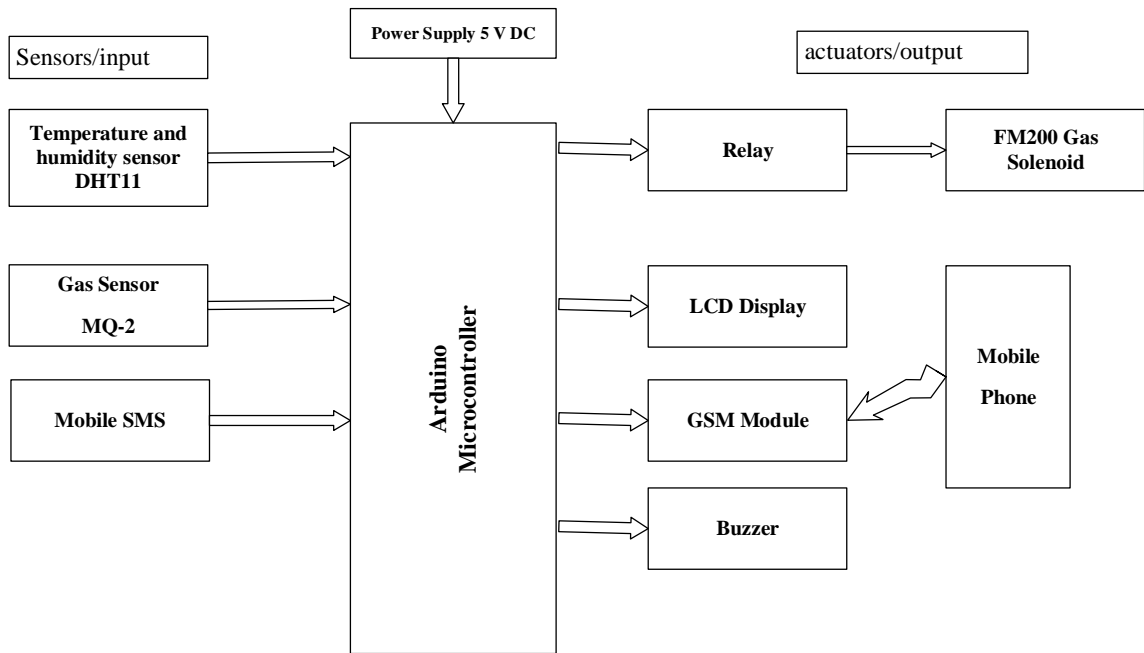 Power Supply 5 V DC
Sensors/input
actuators/output
Temperature and
humidity sensor
DHT11
Relay
FM200 Gas
Solenoid
Gas Sensor
MQ-2
LCD Display
Mobile
Phone
Arduino
Microcontroller
Mobile SMS
GSM Module
Buzzer